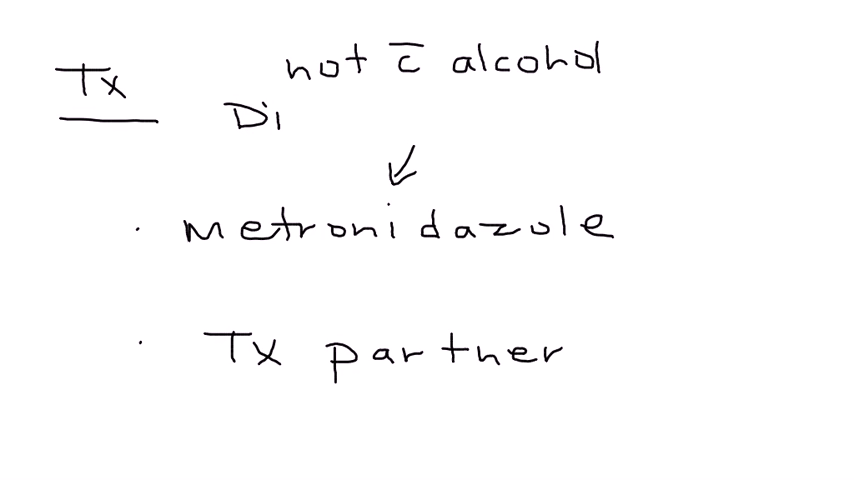 not c̄ alcohol
Tx
Di
metronidazole
Tx partner